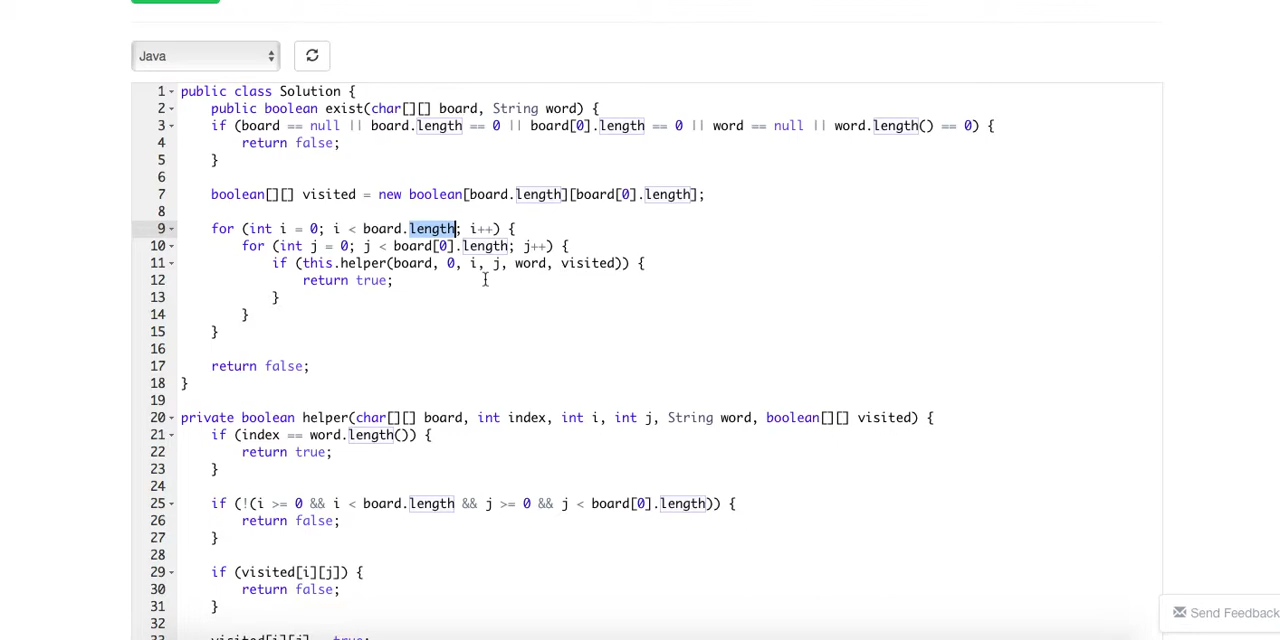 Java
1 public class Solution {
2 public boolean exist(char[][] board, String word) {
3 if (board == null || board.length == 0 || board[0].length == 0 || word == null || word.length() == 0) {
4 return false;
5 }
6
7 boolean[][] visited = new boolean[board.length][board[0].length];
8
9 for (int i = 0; i < board.length; i++) {
10 for (int j = 0; j < board[0].length; j++) {
11 if (this.helper(board, 0, i, j, word, visited)) {
12 return true;
13 }
14 }
15 }
16
17 return false;
18 }
19
20 private boolean helper(char[][] board, int index, int i, int j, String word, boolean[][] visited) {
21 if (index == word.length()) {
22 return true;
23 }
24
25 if (!(i >= 0 && i < board.length && j >= 0 && j < board[0].length)) {
26 return false;
27 }
28
29 if (visited[i][j]) {
30 return false;
31 }
32
33 visited[i][j] = true;
Send Feedback